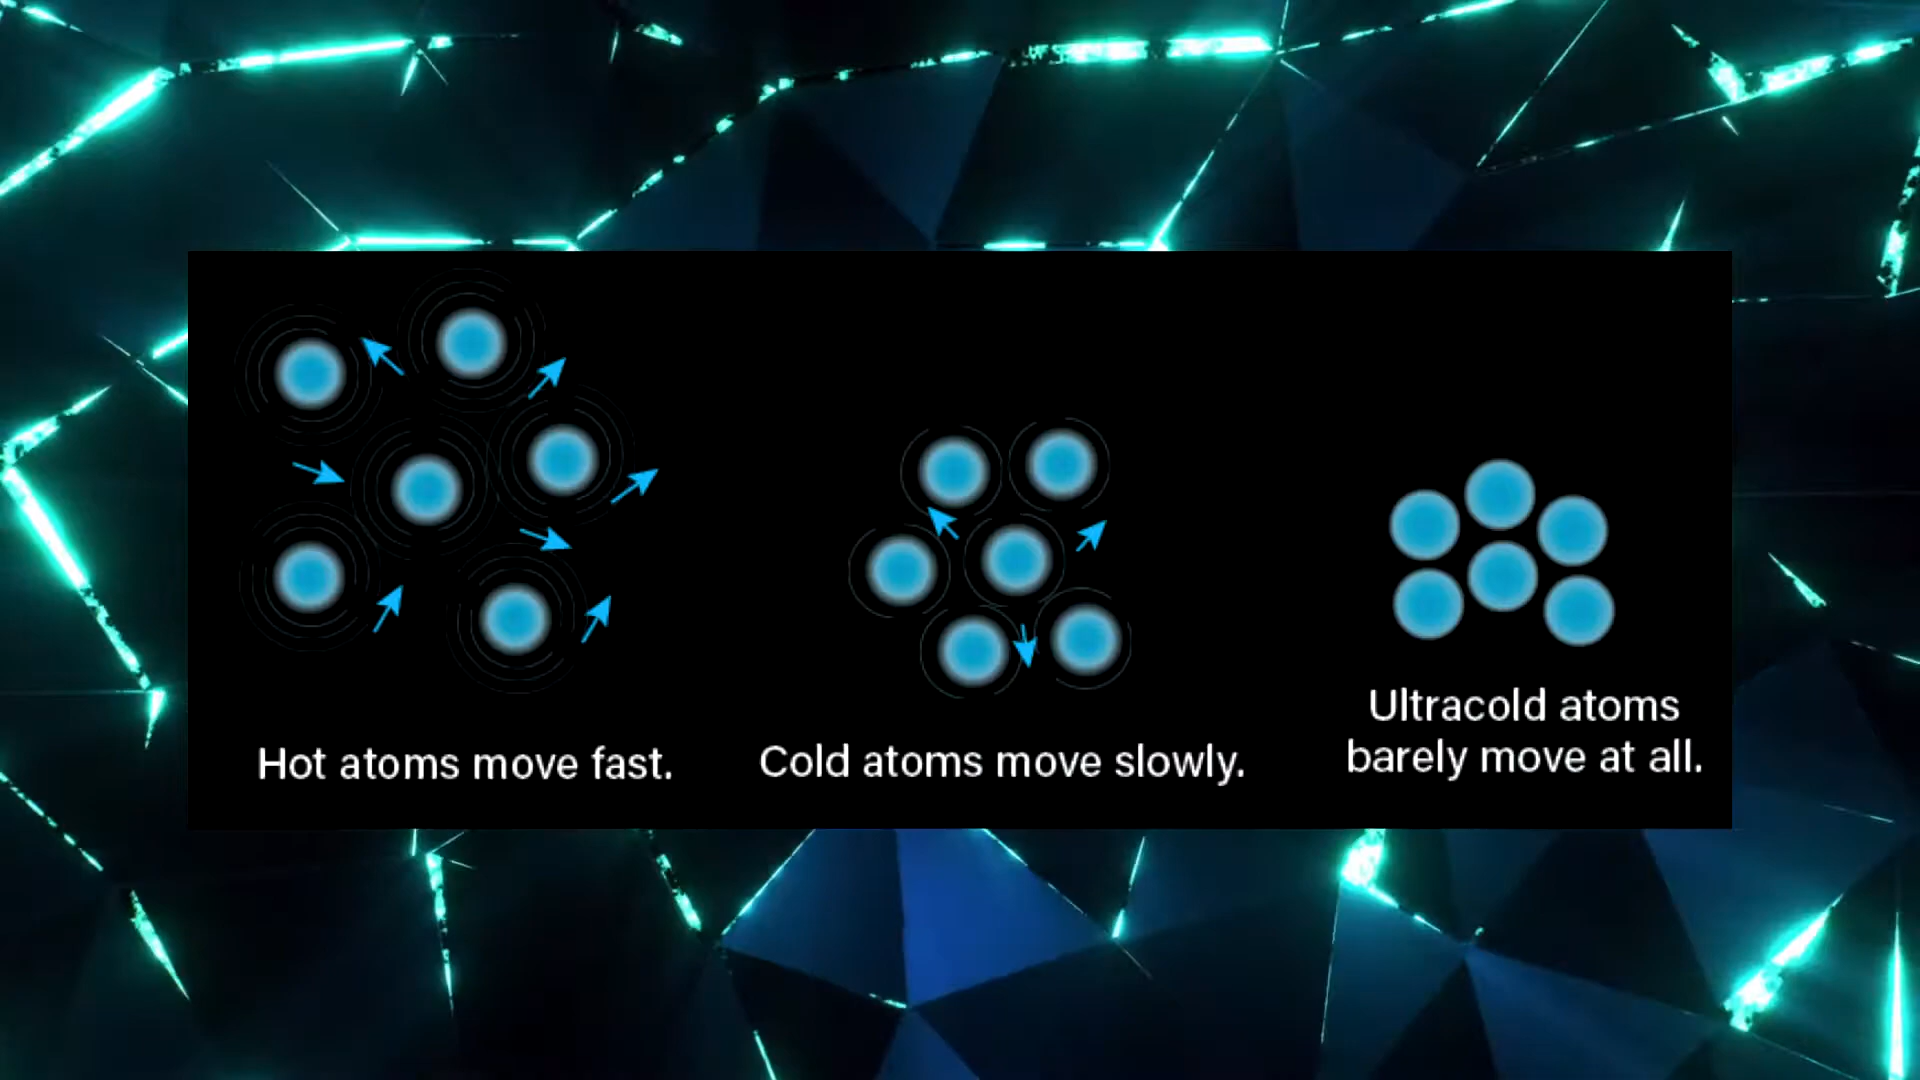 Hot atoms move fast.
Cold atoms move slowly.
Ultracold atoms
barely move at all.